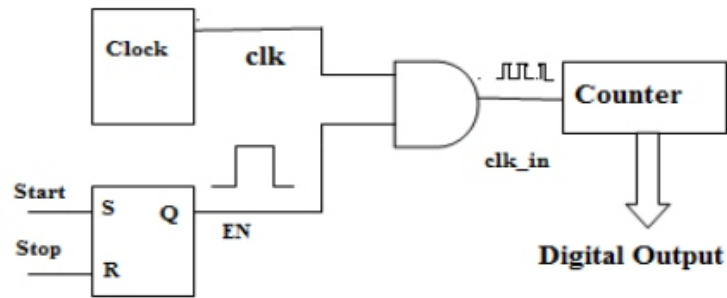 Clock
clk
Counter
clk_in
Start
S
Q
EN
Stop
R
Digital Output